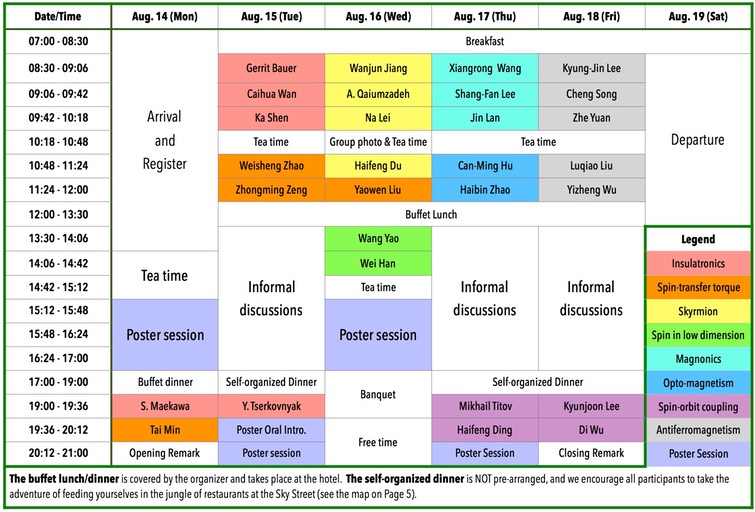 Date/Time Aug. 14 (Mon) Aug. 15 (Tue) Aug. 16 (Wed) Aug. 17 (Thu) Aug. 18 (Fri) Aug. 19 (Sat)
07:00 - 08:30 Breakfast
08:30 - 09:06 Gerrit Bauer Wanjun Jiang Xiangrong Wang Kyung-Jin Lee
09:06 - 09:42 Caihua Wan A. Qaiumzadeh Shang-Fan Lee Cheng Song
Arrival
09:42 - 10:18 Ka Shen Na Lei Jin Lan Zhe Yuan
and
10:18 - 10:48 Tea time Group photo & Tea time Tea time Departure
Register
10:48 - 11:24 Weisheng Zhao Haifeng Du Can-Ming Hu Luqiao Liu
11:24 - 12:00 Zhongming Zeng Yaowen Liu Haibin Zhao Yizheng Wu
12:00 - 13:30 Buffet Lunch
13:30 - 14:06 Wang Yao Legend
14:06 - 14:42 Tea time Wei Han Insulatronics
14:42 - 15:12 Informal Tea time Informal Informal Spin-transfer torque
15:12 - 15:48 discussions discussions discussions Skyrmion
15:48 - 16:24 Poster session Poster session Spin in low dimension
16:24 - 17:00 Magnonics
17:00 - 19:00 Buffet dinner Self-organized Dinner Banquet Self-organized Dinner Opto-magnetism
19:00 - 19:36 S. Maekawa Y. Tserkovnyak Mikhail Titov Kyunjoon Lee Spin-orbit coupling
19:36 - 20:12 Tai Min Poster Oral Intro. Free time Haifeng Ding Di Wu Antiferromagnetism
20:12 - 21:00 Opening Remark Poster session Poster Session Closing Remark Poster Session
The buffet lunch/dinner is covered by the organizer and takes place at the hotel. The self-organized dinner is NOT pre-arranged, and we encourage all participants to take the
adventure of feeding yourselves in the jungle of restaurants at the Sky Street (see the map on Page 5).